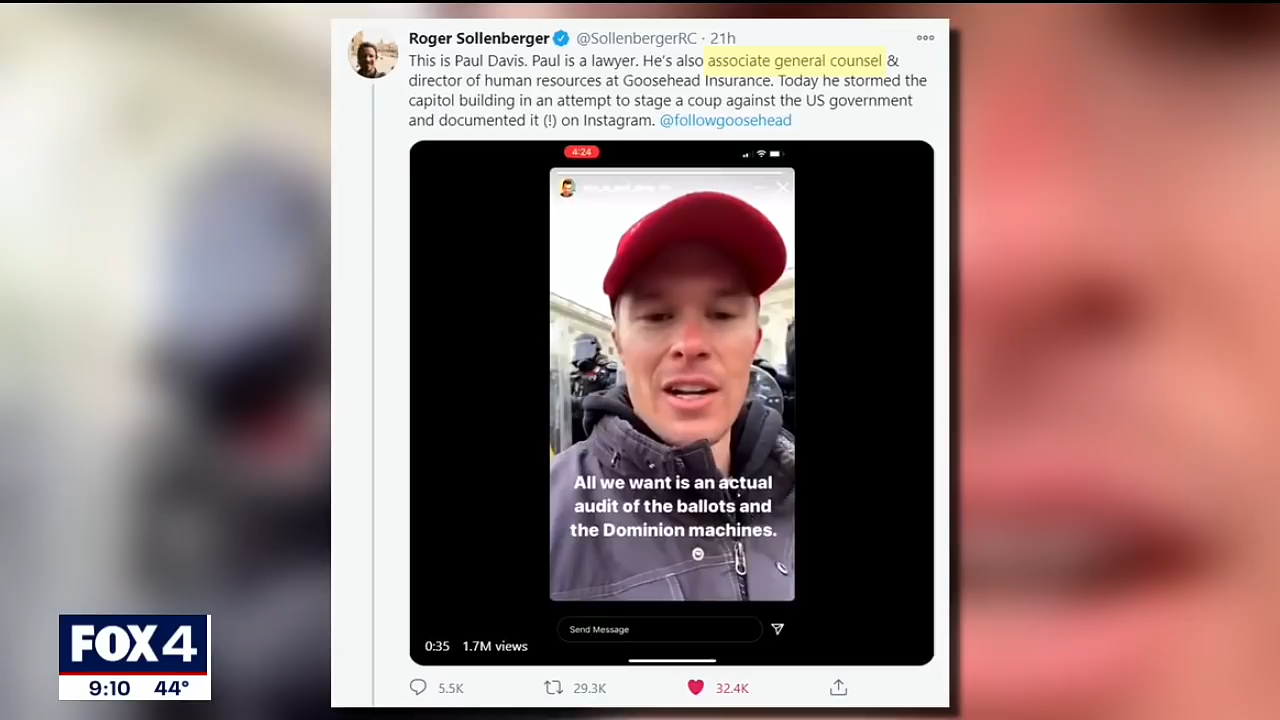 Roger Sollenberger @SollenbergerRC · 21h
This is Paul Davis. Paul is a lawyer. He's also associate general counsel &
director of human resources at Goosehead Insurance. Today he stormed the
capitol building in an attempt to stage a coup against the US government
and documented it (!) on Instagram. @followgoosehead
4:24
All we want is an actual
audit of the ballots and
the Dominion machines.
Send Message
0:35 1.7M views
5.5K 29.3K 32.4K
FOX 4
9:10 44°